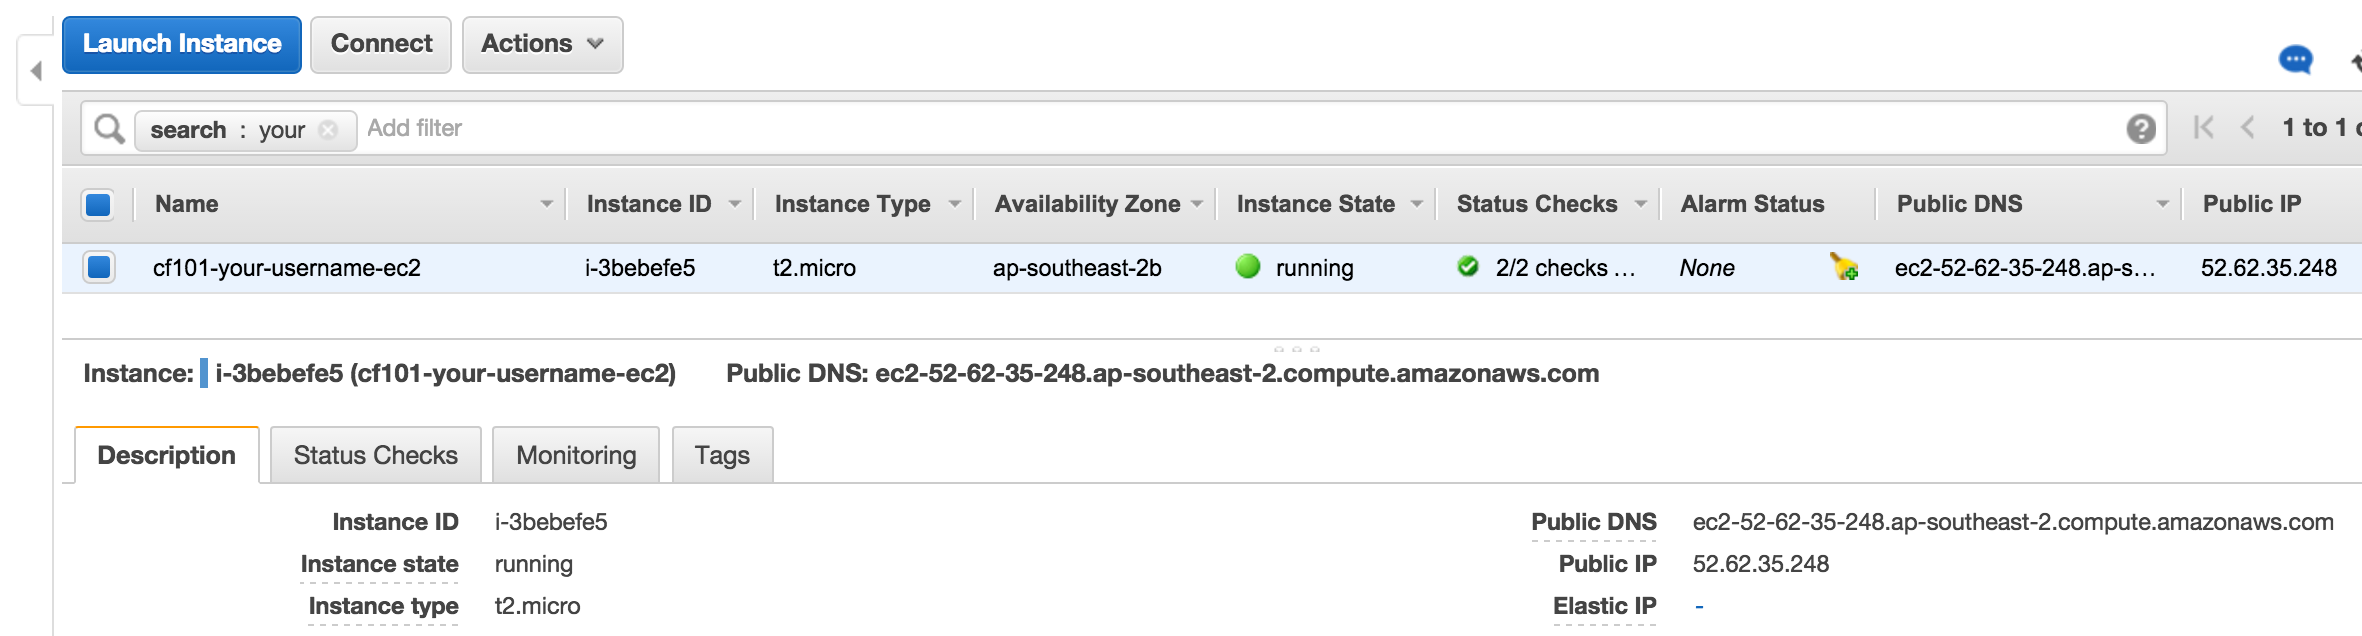 Launch Instance Connect Actions
search : your Add filter 1 to 1
Name Instance ID Instance Type Availability Zone Instance State Status Checks Alarm Status Public DNS Public IP
cf101-your-username-ec2 i-3bebefe5 t2.micro ap-southeast-2b running 2/2 checks ... None ec2-52-62-35-248.ap-s... 52.62.35.248
Instance: i-3bebefe5 (cf101-your-username-ec2) Public DNS: ec2-52-62-35-248.ap-southeast-2.compute.amazonaws.com
Description Status Checks Monitoring Tags
Instance ID i-3bebefe5 Public DNS ec2-52-62-35-248.ap-southeast-2.compute.amazonaws.com
Instance state running Public IP 52.62.35.248
Instance type t2.micro Elastic IP -